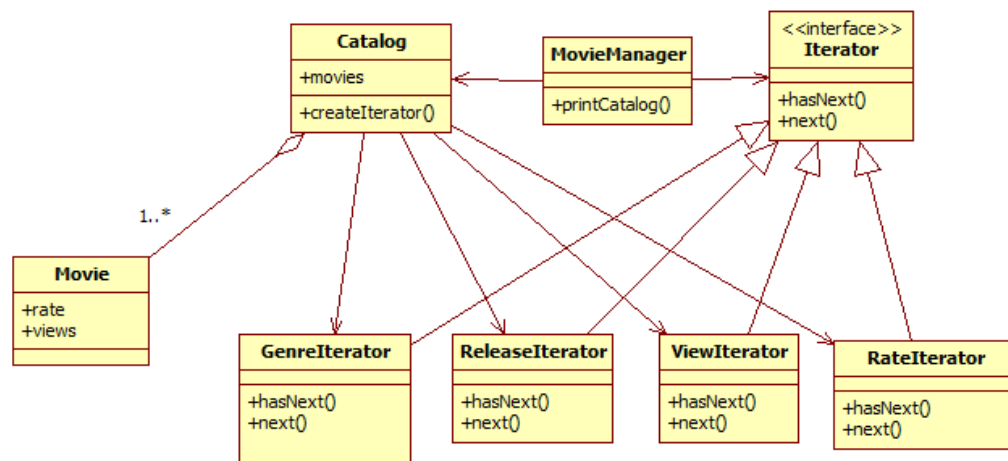 Catalog
+movies
+createIterator()
MovieManager
+printCatalog()
<<interface>>
Iterator
+hasNext()
+next()
1..*
Movie
+rate
+views
GenreIterator
+hasNext()
+next()
ReleaseIterator
+hasNext()
+next()
ViewIterator
+hasNext()
+next()
RateIterator
+hasNext()
+next()